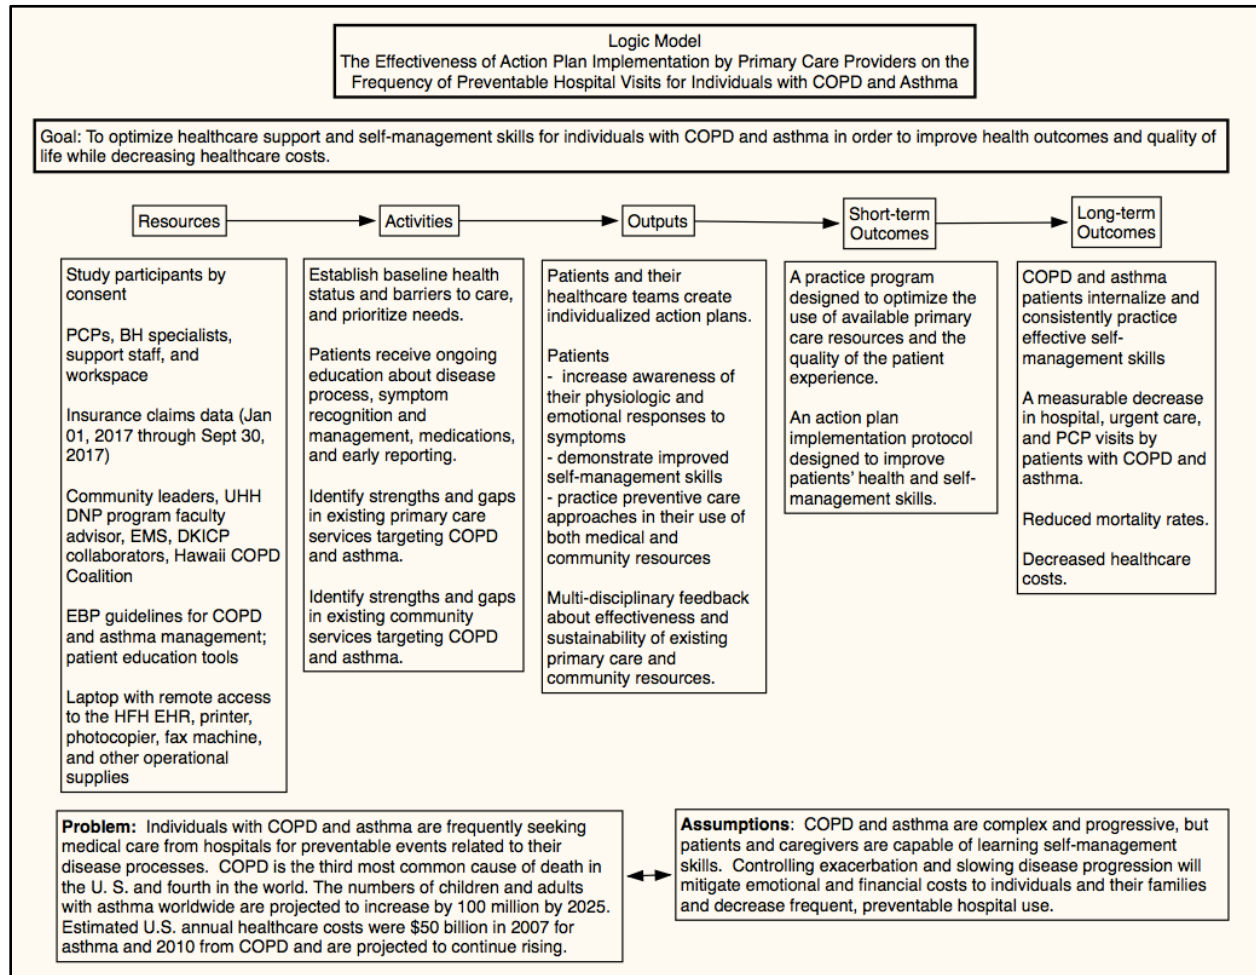 Logic Model
The Effectiveness of Action Plan Implementation by Primary Care Providers on the
Frequency of Preventable Hospital Visits for Individuals with COPD and Asthma
Goal: To optimize healthcare support and self-management skills for individuals with COPD and asthma in order to improve health outcomes and quality of
life while decreasing healthcare costs.
Resources
Activities
Outputs
Short-term
Outcomes
Long-term
Outcomes
Study participants by
consent
PCPs, BH specialists,
support staff, and
workspace
Insurance claims data (Jan
01, 2017 through Sept 30,
2017)
Community leaders, UHH
DNP program faculty
advisor, EMS, DKICP
collaborators, Hawaii COPD
Coalition
EBP guidelines for COPD
and asthma management;
patient education tools
Laptop with remote access
to the HFH EHR, printer,
photocopier, fax machine,
and other operational
supplies
Establish baseline health
status and barriers to care,
and prioritize needs.
Patients receive ongoing
education about disease
process, symptom
recognition and
management, medications,
and early reporting.
Identify strengths and gaps
in existing primary care
services targeting COPD
and asthma.
Identify strengths and gaps
in existing community
services targeting COPD
and asthma.
Patients and their
healthcare teams create
individualized action plans.
Patients
- increase awareness of
their physiologic and
emotional responses to
symptoms
- demonstrate improved
self-management skills
- practice preventive care
approaches in their use of
both medical and
community resources
Multi-disciplinary feedback
about effectiveness and
sustainability of existing
primary care and
community resources.
A practice program
designed to optimize the
use of available primary
care resources and the
quality of the patient
experience.
An action plan
implementation protocol
designed to improve
patients' health and self-
management skills.
COPD and asthma
patients internalize and
consistently practice
effective self-
management skills
A measurable decrease
in hospital, urgent care,
and PCP visits by
patients with COPD and
asthma.
Reduced mortality rates.
Decreased healthcare
costs.
Problem: Individuals with COPD and asthma are frequently seeking
medical care from hospitals for preventable events related to their
disease processes. COPD is the third most common cause of death in
the U. S. and fourth in the world. The numbers of children and adults
with asthma worldwide are projected to increase by 100 million by 2025.
Estimated U.S. annual healthcare costs were $50 billion in 2007 for
asthma and 2010 from COPD and are projected to continue rising.
Assumptions: COPD and asthma are complex and progressive, but
patients and caregivers are capable of learning self-management
skills. Controlling exacerbation and slowing disease progression will
mitigate emotional and financial costs to individuals and their families
and decrease frequent, preventable hospital use.